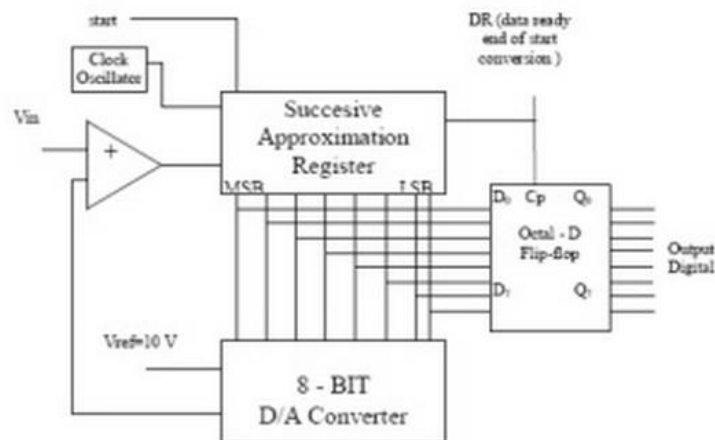 start
DR (data ready
end of start
conversion )
Clock
Oscillator
Vin
+
Succesive
Approximation
Register
MSB
LSB
D₀ Cp Q₀
Octal - D
Flip-flop
D₇ Q₇
Output
Digital
Vref=10 V
8 - BIT
D/A Converter